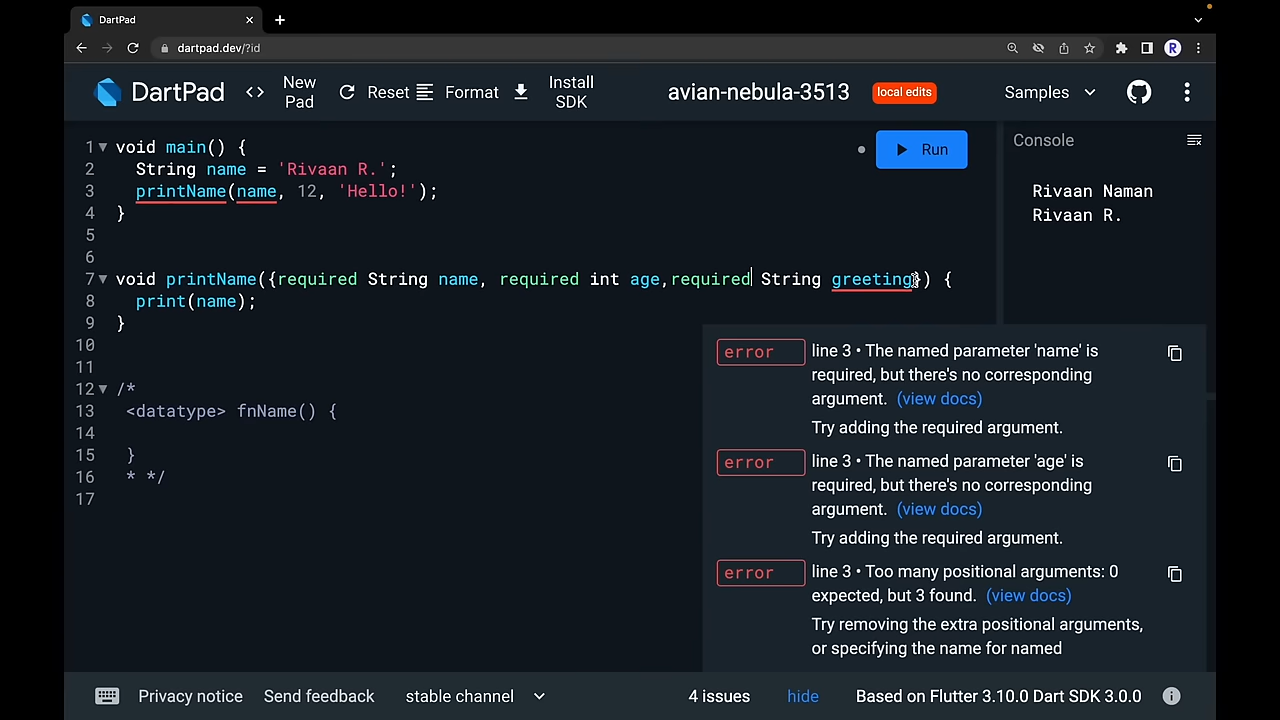 DartPad
dartpad.dev/?id
R
DartPad
<> New Pad
Reset
Format
Install SDK
avian-nebula-3513
local edits
Samples
1 void main() {
2 String name = 'Rivaan R.';
3 printName(name, 12, 'Hello!');
4 }
5
6
7 void printName({required String name, required int age,required String greeting}) {
8 print(name);
9 }
10
11
12 /*
13 <datatype> fnName() {
14
15 }
16 * */
17
Run
Console
Rivaan Naman
Rivaan R.
error line 3 • The named parameter 'name' is
required, but there's no corresponding
argument. (view docs)
Try adding the required argument.
error line 3 • The named parameter 'age' is
required, but there's no corresponding
argument. (view docs)
Try adding the required argument.
error line 3 • Too many positional arguments: 0
expected, but 3 found. (view docs)
Try removing the extra positional arguments,
or specifying the name for named
Privacy notice Send feedback stable channel 4 issues hide Based on Flutter 3.10.0 Dart SDK 3.0.0